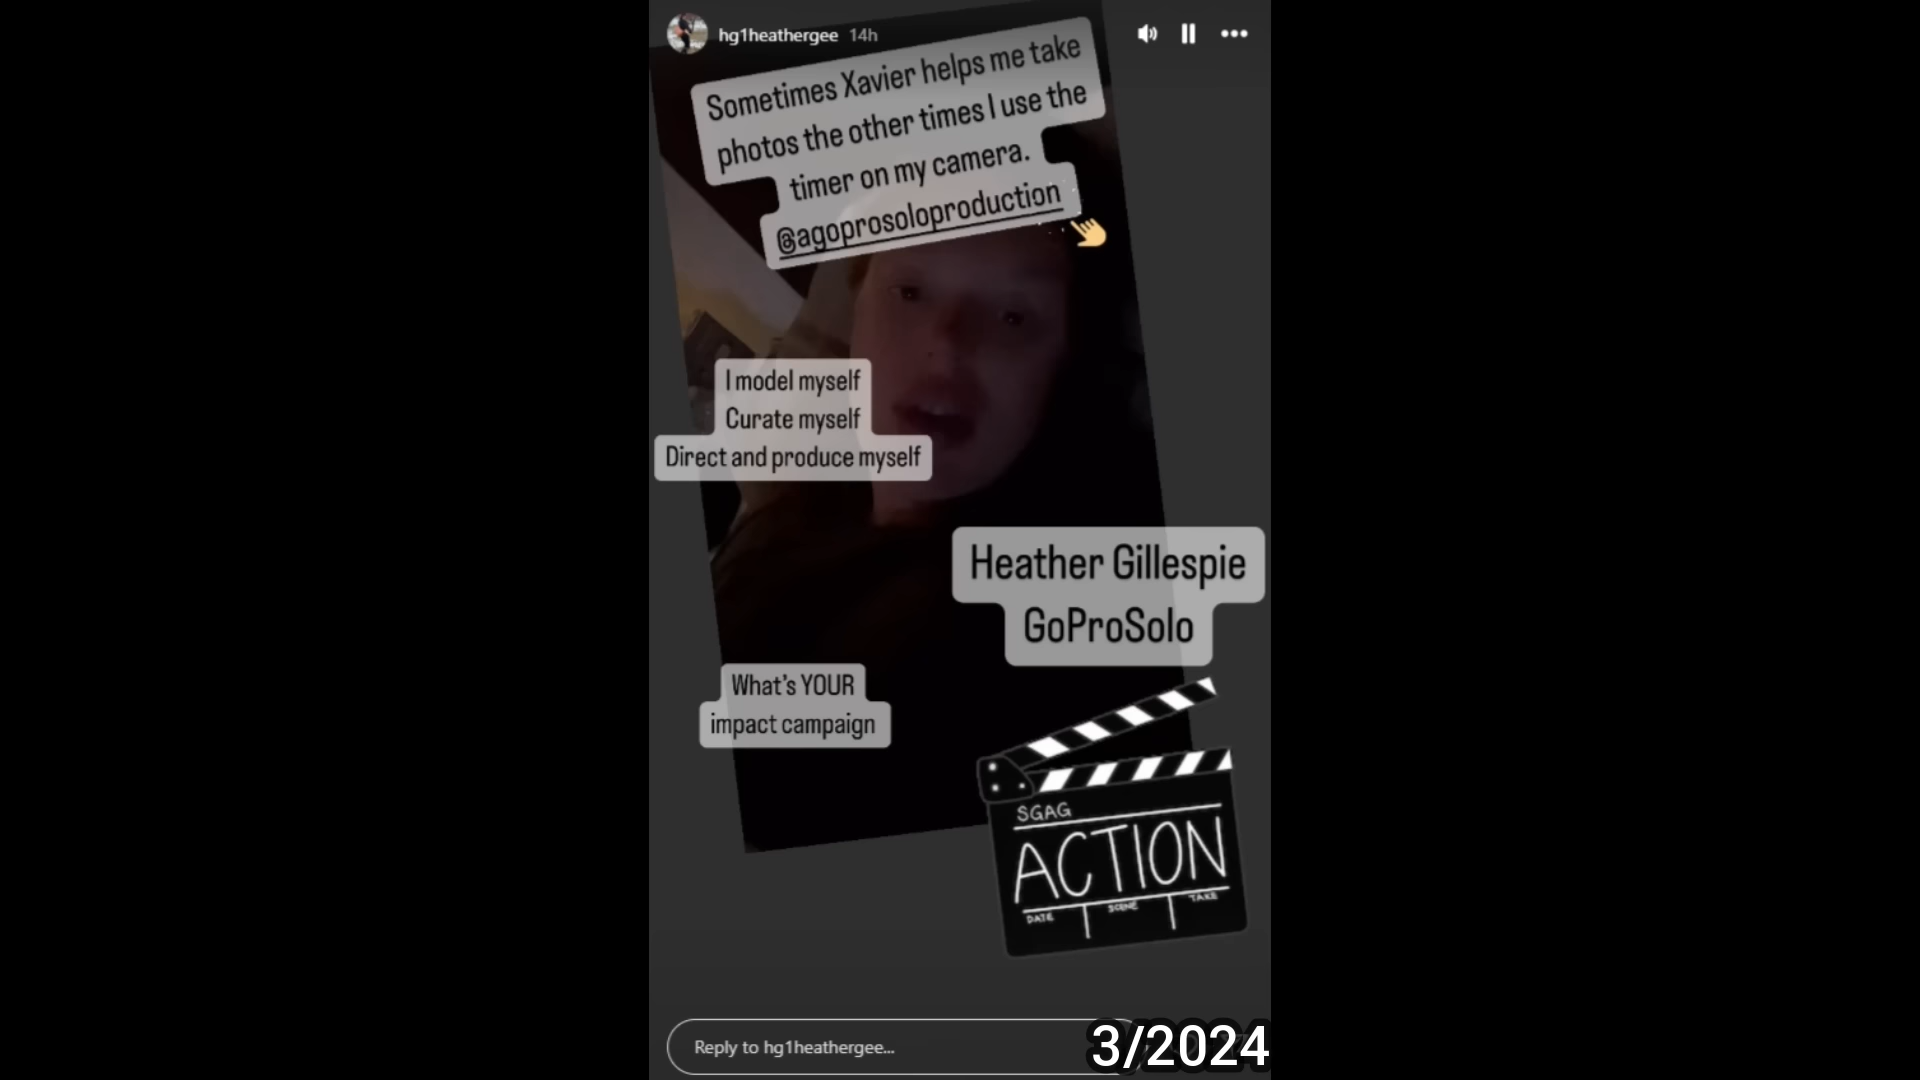 hg1heathergee 14h
Sometimes Xavier helps me take
photos the other times I use the
timer on my camera.
@agoprosoloproduction
I model myself
Curate myself
Direct and produce myself
Heather Gillespie
GoProSolo
What's YOUR
impact campaign
SGAG
ACTION
DATE SCENE TAKE
Reply to hg1heathergee...
3/2024